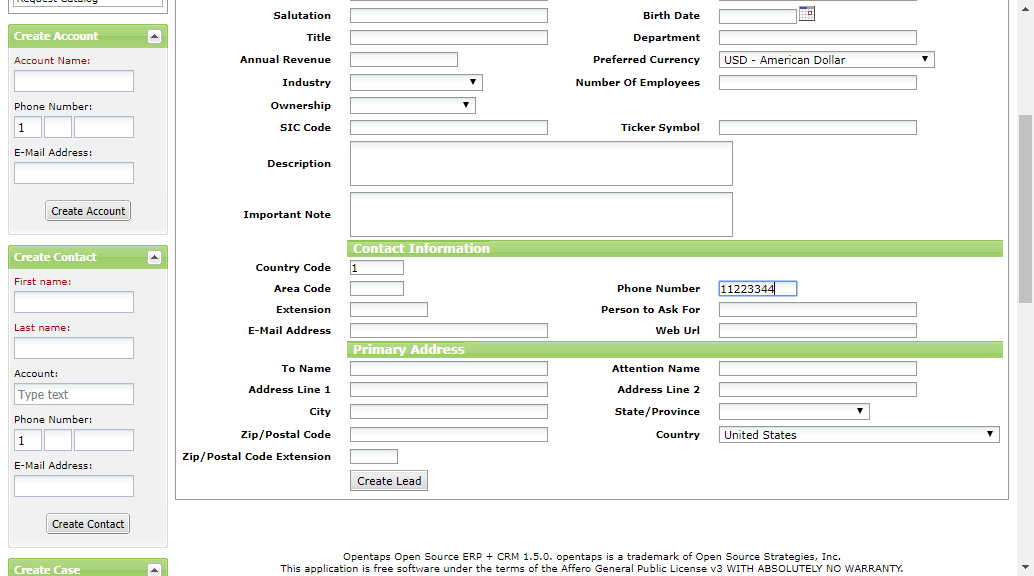 Request Catalog
Create Account
Account Name:
Phone Number:
1
E-Mail Address:
Create Account
Create Contact
First name:
Last name:
Account:
Type text
Phone Number:
1
E-Mail Address:
Create Contact
Create Case
Salutation
Birth Date
Title
Department
Annual Revenue
Preferred Currency
USD - American Dollar
Industry
Number Of Employees
Ownership
SIC Code
Ticker Symbol
Description
Important Note
Contact Information
Country Code
1
Area Code
Phone Number
11223344
Extension
Person to Ask For
E-Mail Address
Web Url
Primary Address
To Name
Attention Name
Address Line 1
Address Line 2
City
State/Province
Zip/Postal Code
Country
United States
Zip/Postal Code Extension
Create Lead
Opentaps Open Source ERP + CRM 1.5.0. opentaps is a trademark of Open Source Strategies, Inc.
This application is free software under the terms of the Affero General Public License v3 WITH ABSOLUTELY NO WARRANTY.